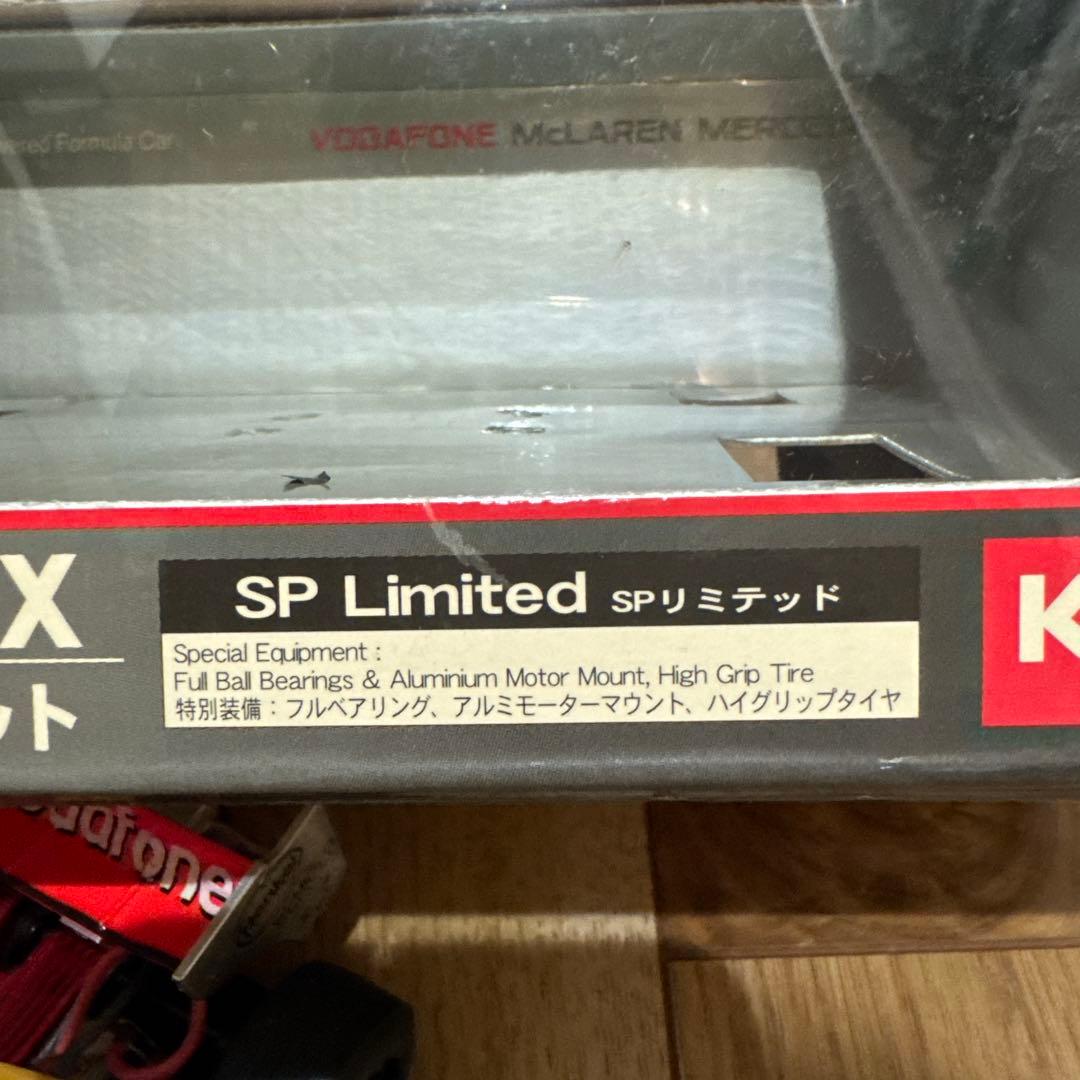 ered Formula Car
VODAFONE McLAREN MERC
X
ット
SP Limited SPリミテッド
Special Equipment :
Full Ball Bearings & Aluminium Motor Mount, High Grip Tire
特別装備：フルベアリング、アルミモーターマウント、ハイグリップタイヤ
K
vodafone